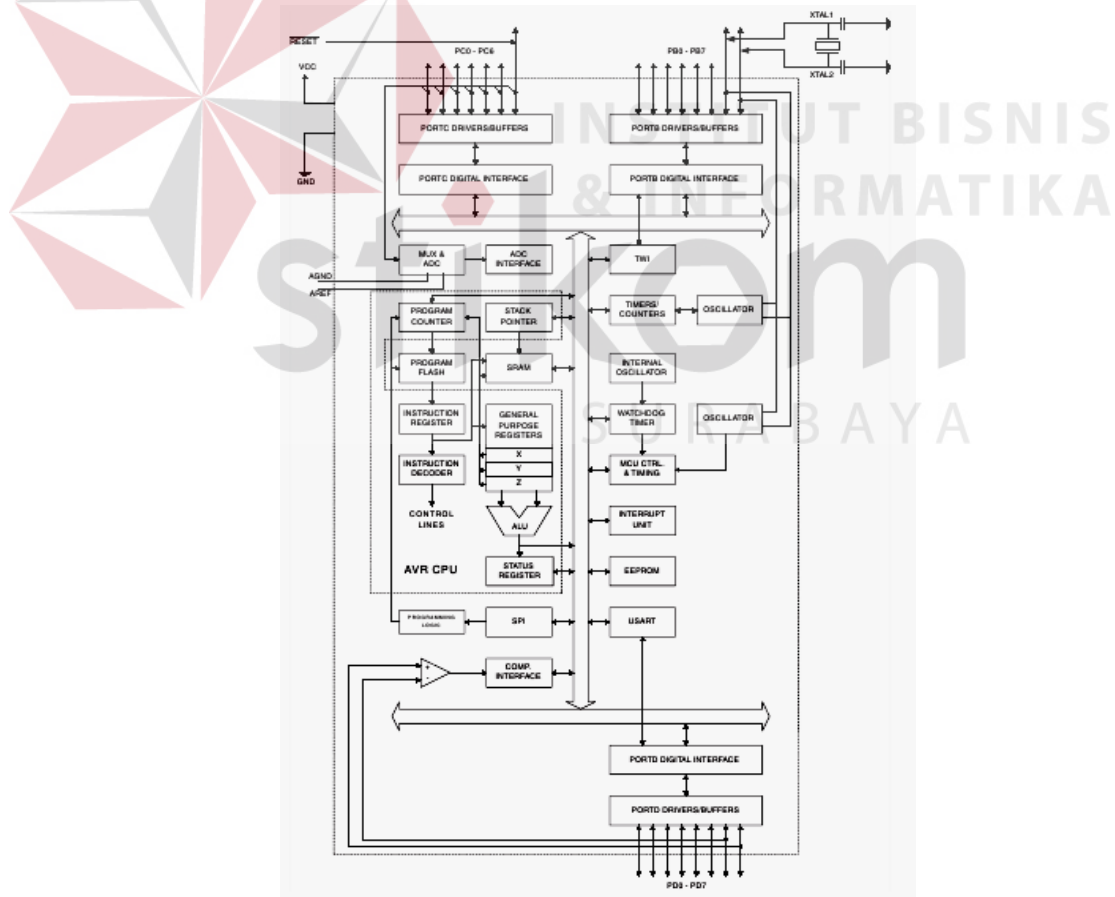 RESET
PC0 - PC6
PB0 - PB7
XTAL1
XTAL2
VCC
GND
PORTC DRIVERS/BUFFERS
PORTB DRIVERS/BUFFERS
PORTC DIGITAL INTERFACE
PORTB DIGITAL INTERFACE
INSTITUT BISNIS
& INFORMATIKA
stikom
SURABAYA
MUX &
ADC
ADC
INTERFACE
TWI
AGND
AREF
PROGRAM
COUNTER
STACK
POINTER
TIMERS/
COUNTERS
OSCILLATOR
PROGRAM
FLASH
SRAM
INTERNAL
OSCILLATOR
INSTRUCTION
REGISTER
GENERAL
PURPOSE
REGISTERS
X
Y
Z
WATCHDOG
TIMER
OSCILLATOR
INSTRUCTION
DECODER
MCU CTRL.
& TIMING
CONTROL
LINES
ALU
INTERRUPT
UNIT
AVR CPU
STATUS
REGISTER
EEPROM
PROGRAMMING
LOGIC
SPI
USART
+
-
COMP.
INTERFACE
PORTD DIGITAL INTERFACE
PORTD DRIVERS/BUFFERS
PD0 - PD7